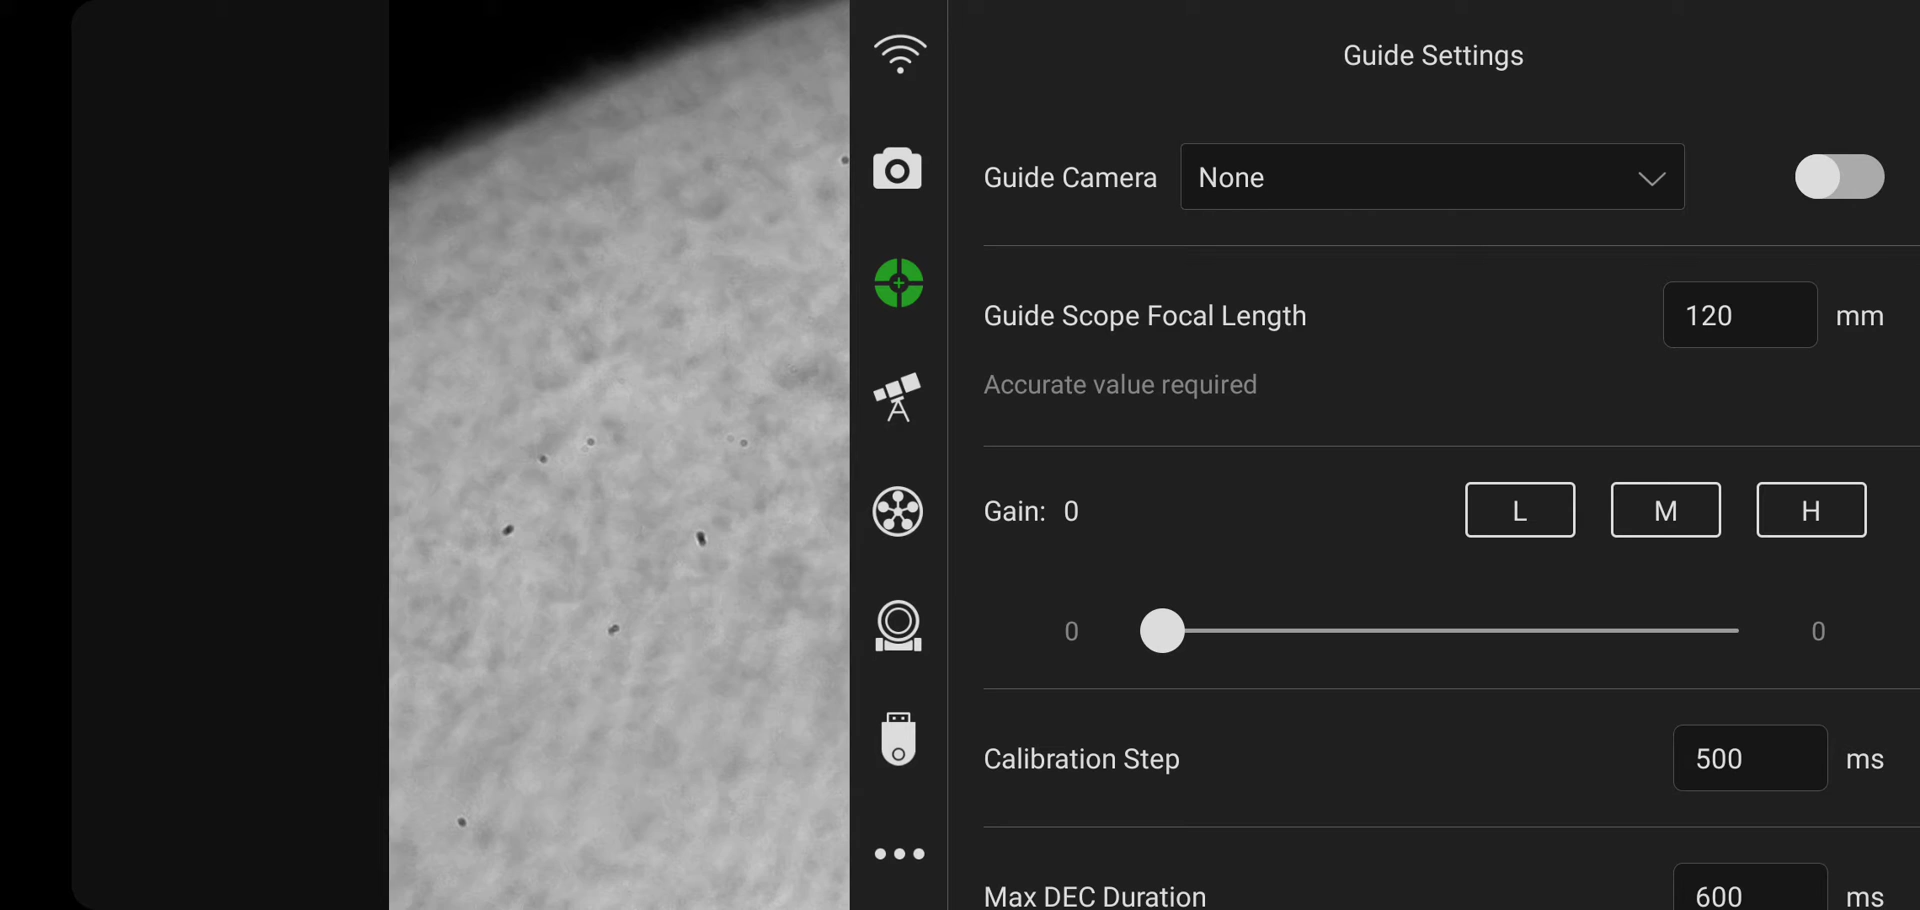 Guide Settings
Guide Camera None
Guide Scope Focal Length 120 mm
Accurate value required
Gain: 0 L M H
0 0
Calibration Step 500 ms
Max DEC Duration 600 ms